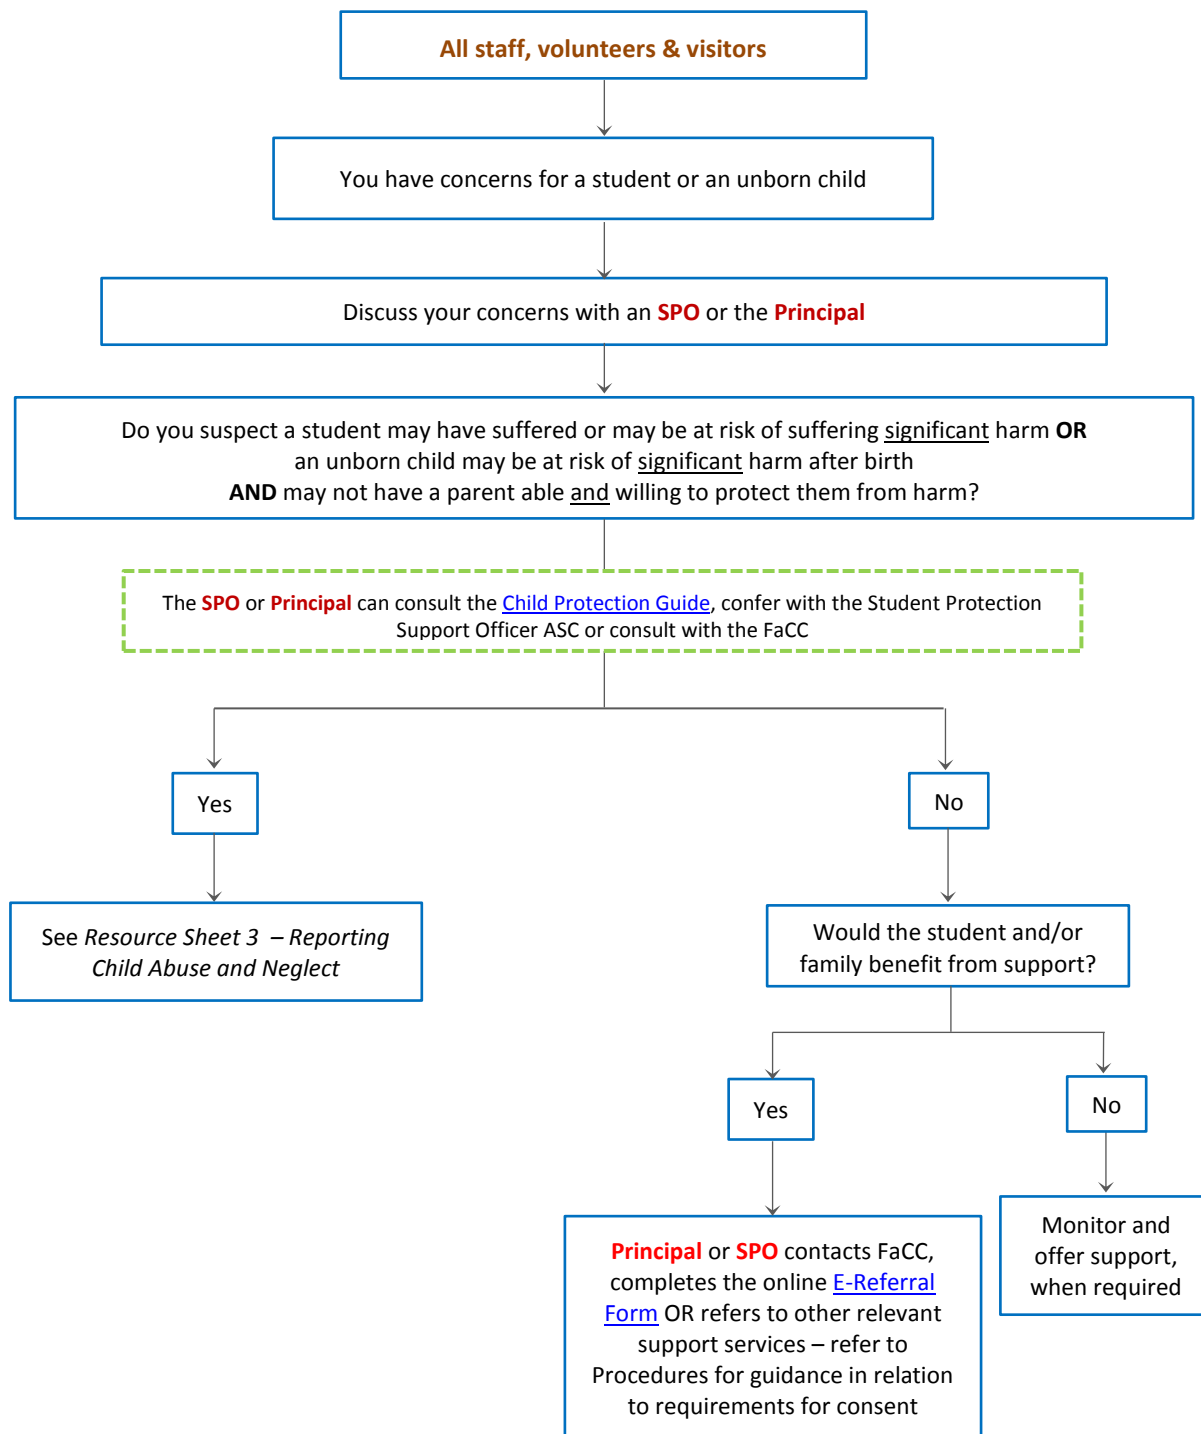 All staff, volunteers & visitors
You have concerns for a student or an unborn child
Discuss your concerns with an SPO or the Principal
Do you suspect a student may have suffered or may be at risk of suffering significant harm OR
an unborn child may be at risk of significant harm after birth
AND may not have a parent able and willing to protect them from harm?
The SPO or Principal can consult the Child Protection Guide, confer with the Student Protection
Support Officer ASC or consult with the FaCC
Yes
No
See Resource Sheet 3 – Reporting
Child Abuse and Neglect
Would the student and/or
family benefit from support?
Yes
No
Principal or SPO contacts FaCC,
completes the online E-Referral
Form OR refers to other relevant
support services – refer to
Procedures for guidance in relation
to requirements for consent
Monitor and
offer support,
when required